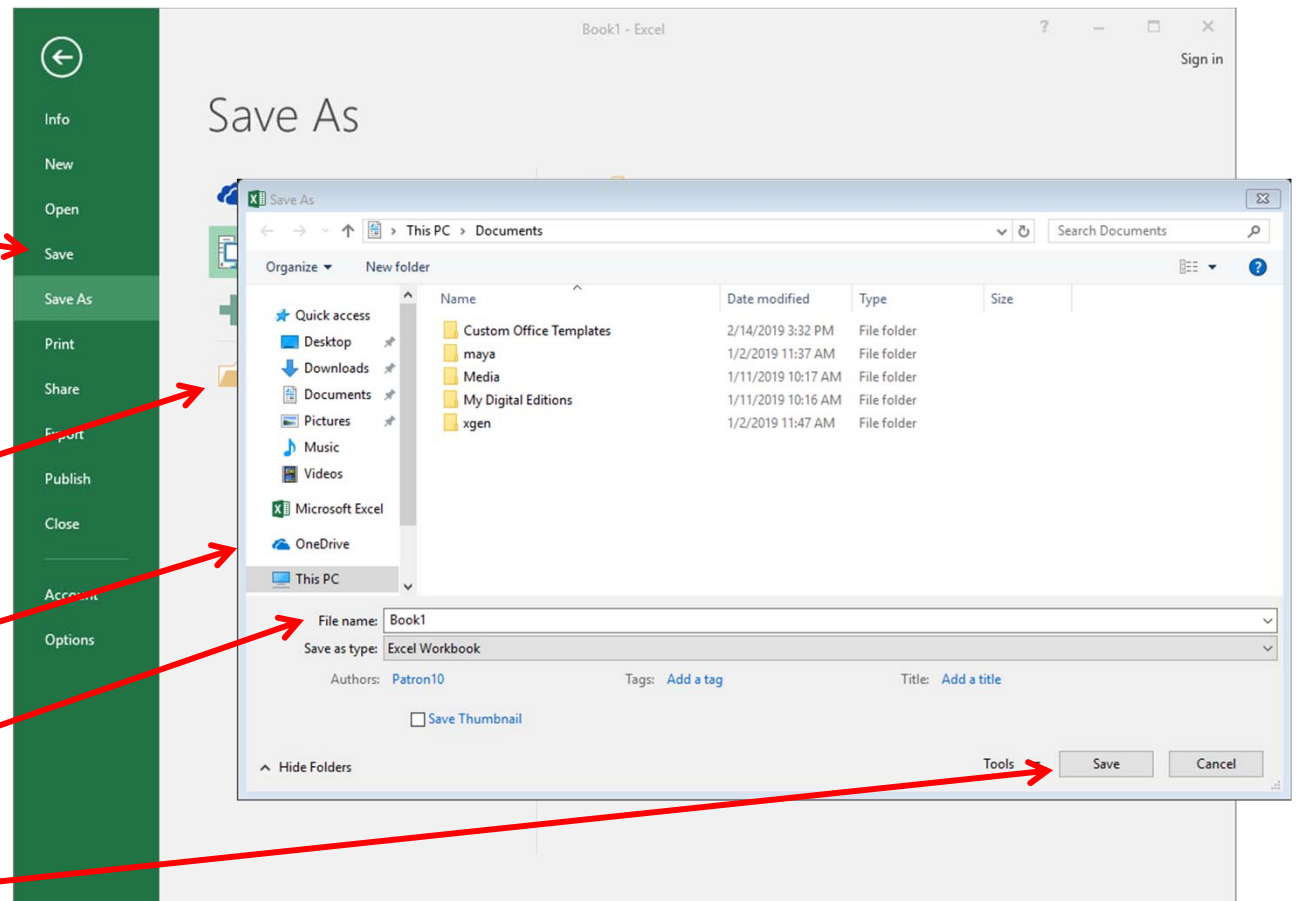 Book1 - Excel
?
Sign in
Save As
Info
New
Open
Save
Save As
Print
Share
Export
Publish
Close
Account
Options
Save As
This PC > Documents
Search Documents
Organize
New folder
Name Date modified Type Size
Quick access
Desktop
Downloads
Documents
Pictures
Music
Videos
Microsoft Excel
OneDrive
This PC
Custom Office Templates 2/14/2019 3:32 PM File folder
maya 1/2/2019 11:37 AM File folder
Media 1/11/2019 10:17 AM File folder
My Digital Editions 1/11/2019 10:16 AM File folder
xgen 1/2/2019 11:47 AM File folder
File name: Book1
Save as type: Excel Workbook
Authors: Patron10 Tags: Add a tag Title: Add a title
Save Thumbnail
Hide Folders
Tools Save Cancel